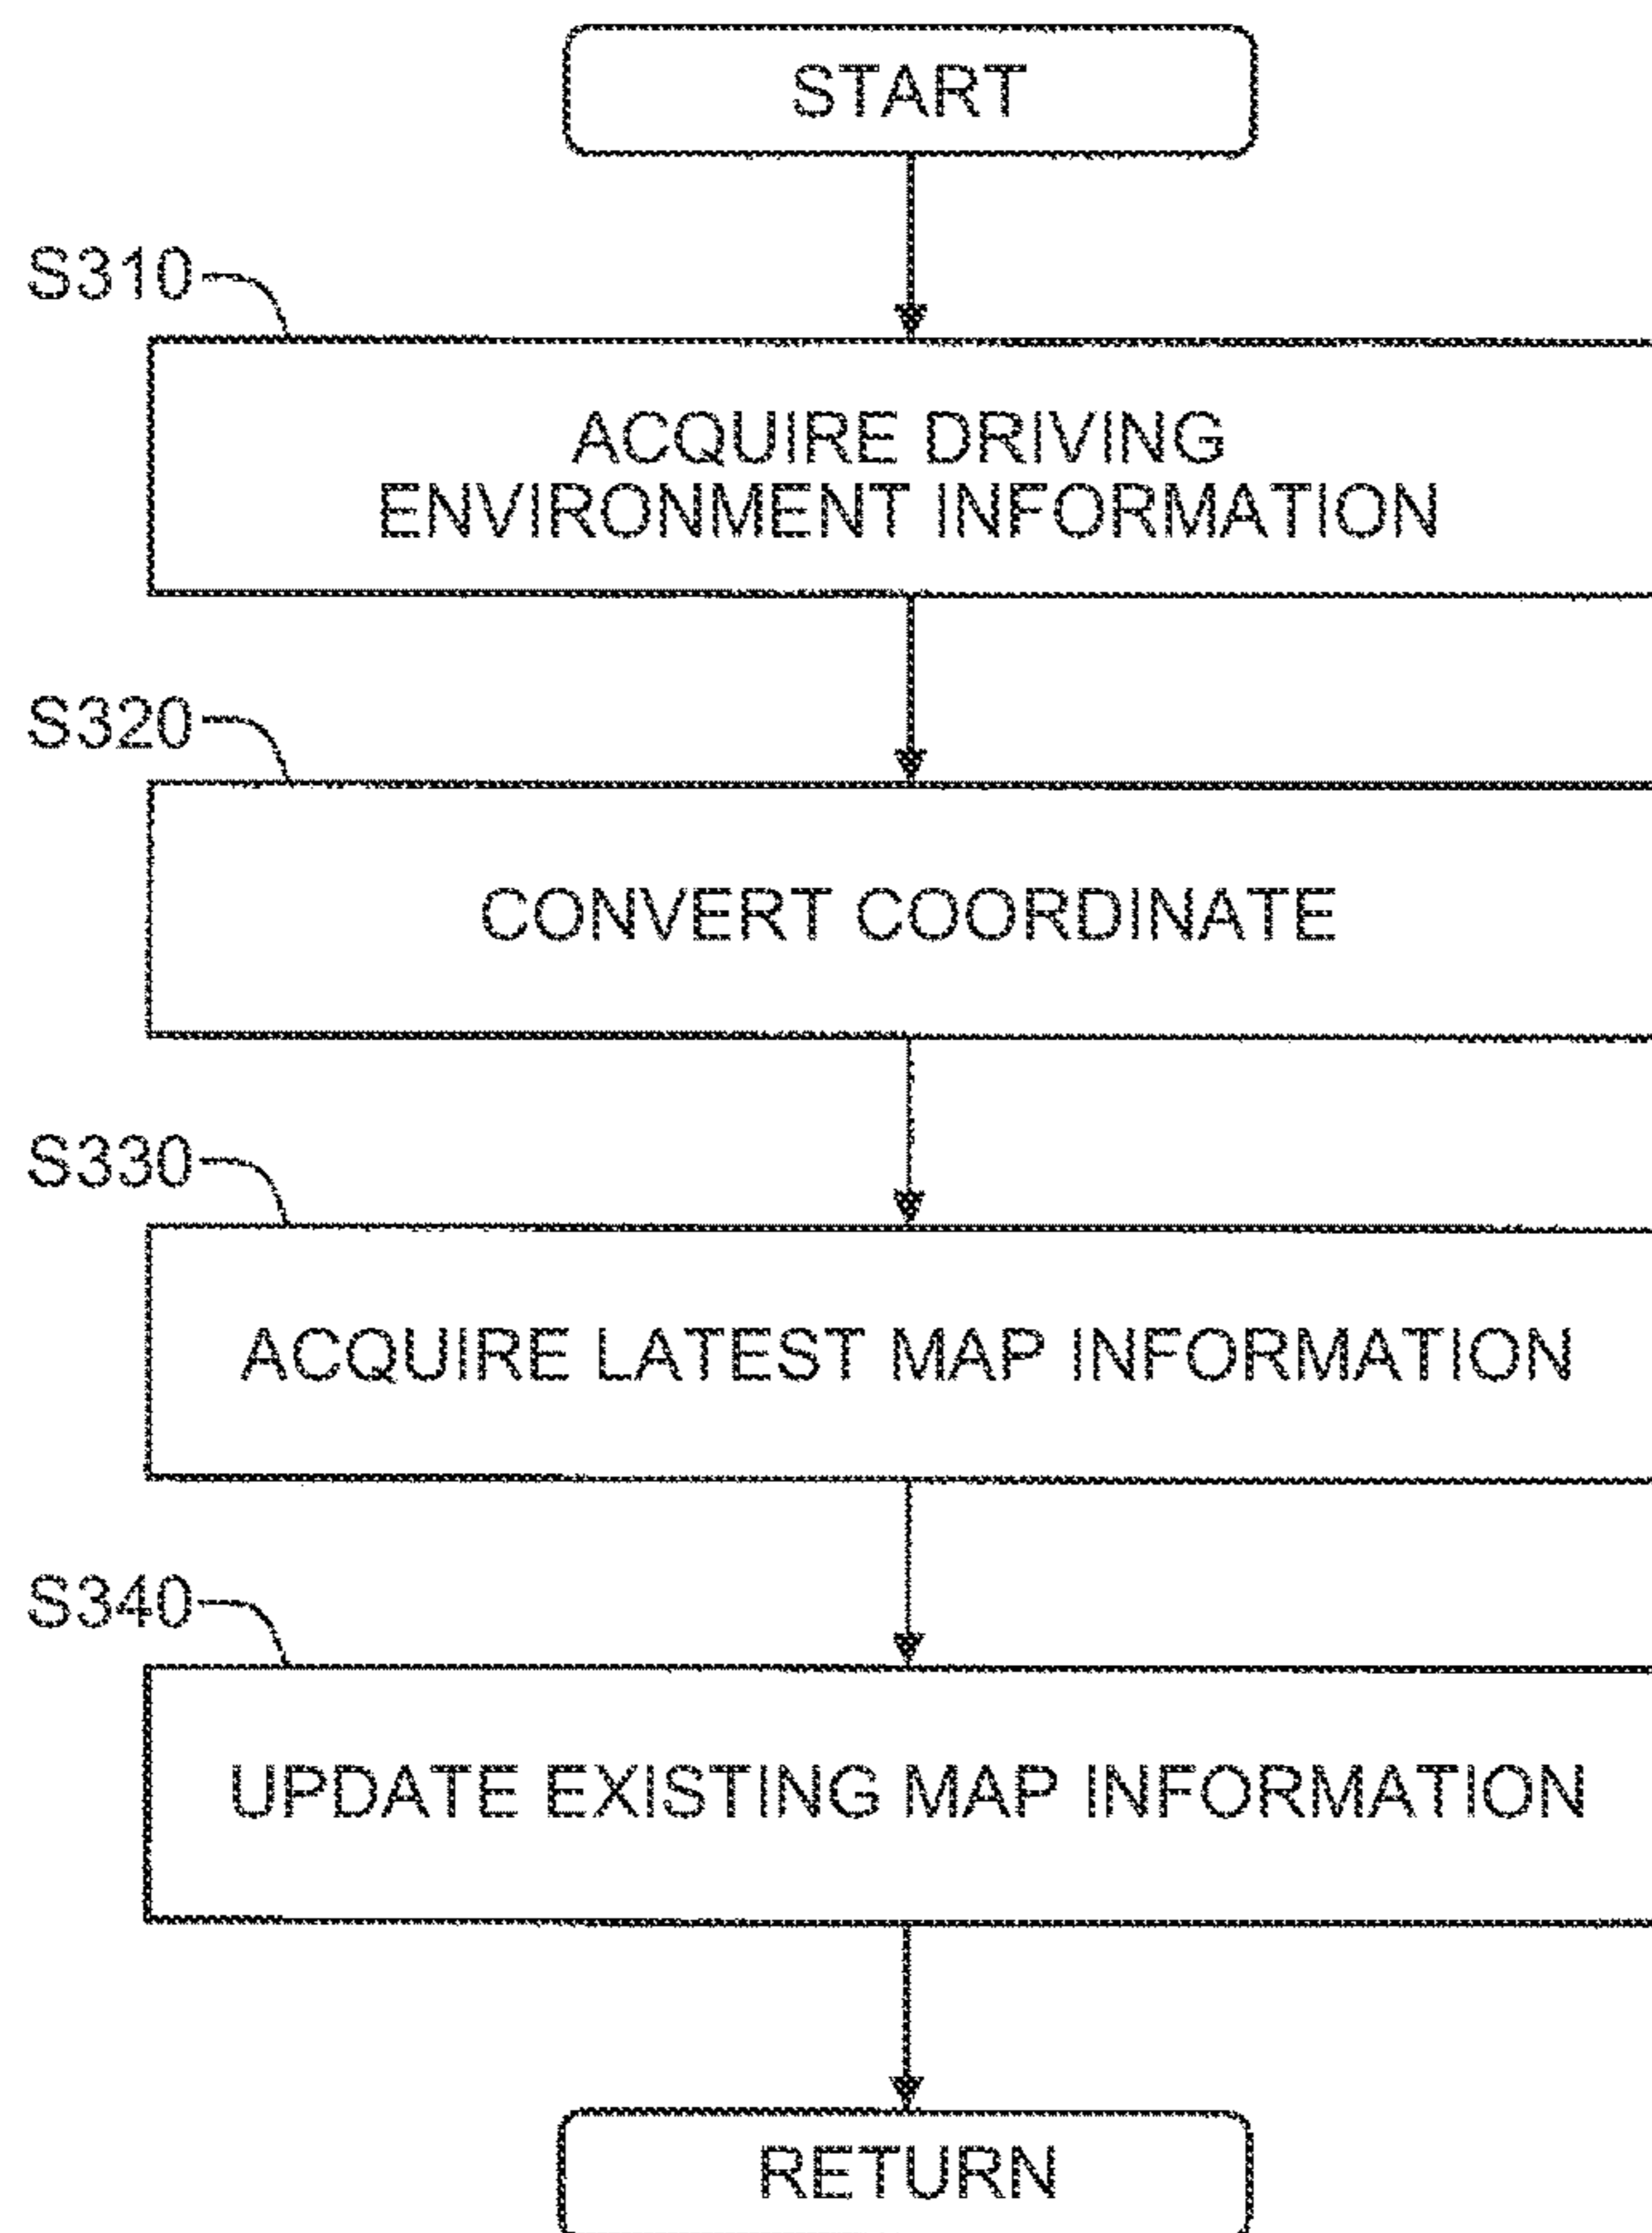 START
S310
ACQUIRE DRIVING
ENVIRONMENT INFORMATION
S320
CONVERT COORDINATE
S330
ACQUIRE LATEST MAP INFORMATION
S340
UPDATE EXISTING MAP INFORMATION
RETURN